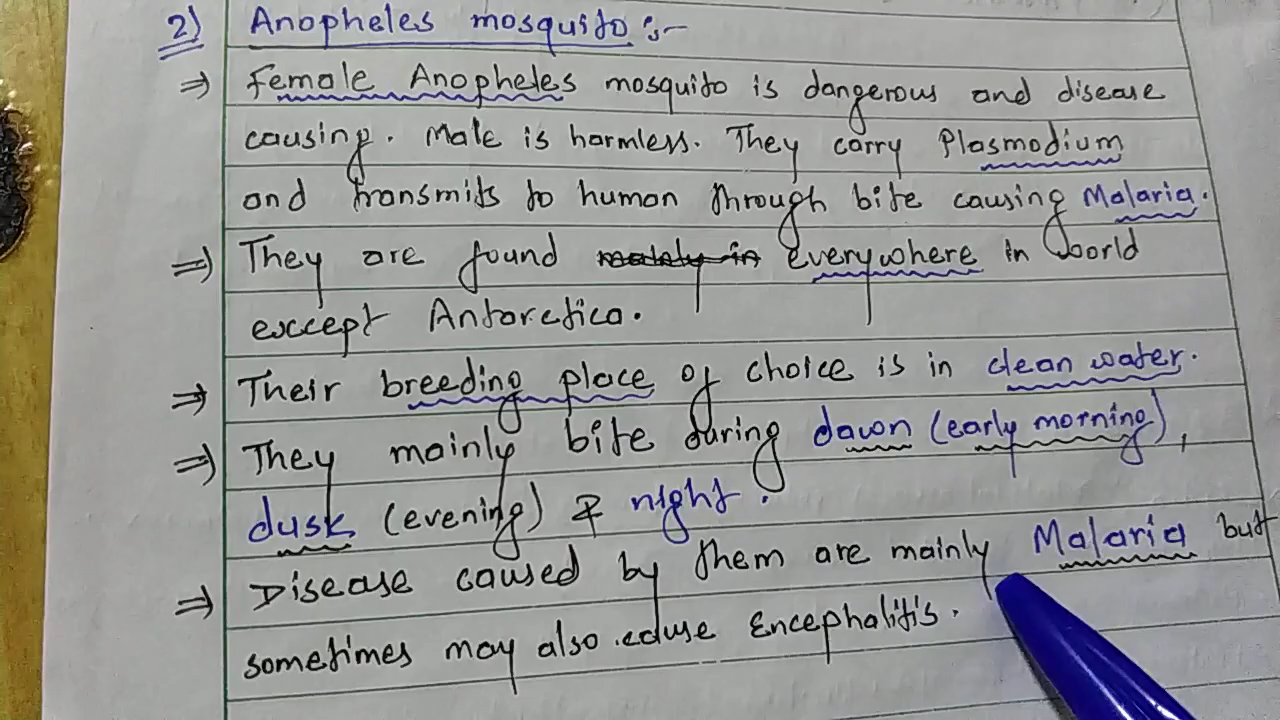 2) Anopheles mosquito :-
⇒ Female Anopheles mosquito is dangerous and disease
causing. Male is harmless. They carry Plasmodium
and transmits to human through bite causing Malaria.
⇒ They are found mainly in everywhere in world
except Antarctica.
⇒ Their breeding place of choice is in clean water.
⇒ They mainly bite during dawn (early morning),
dusk (evening) & night.
⇒ Disease caused by them are mainly Malaria but
sometimes may also cause Encephalitis.